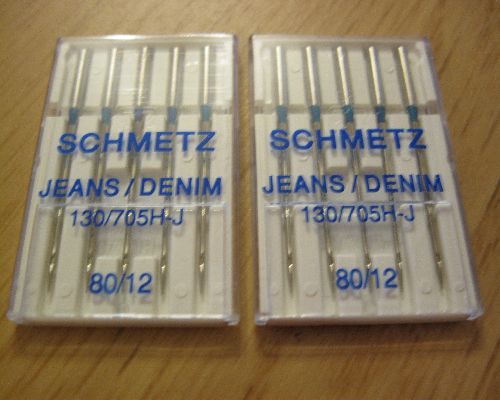 SCHMETZ
JEANS / DENIM
130/705H-J
80/12
SCHMETZ
JEANS / DENIM
130/705H-J
80/12